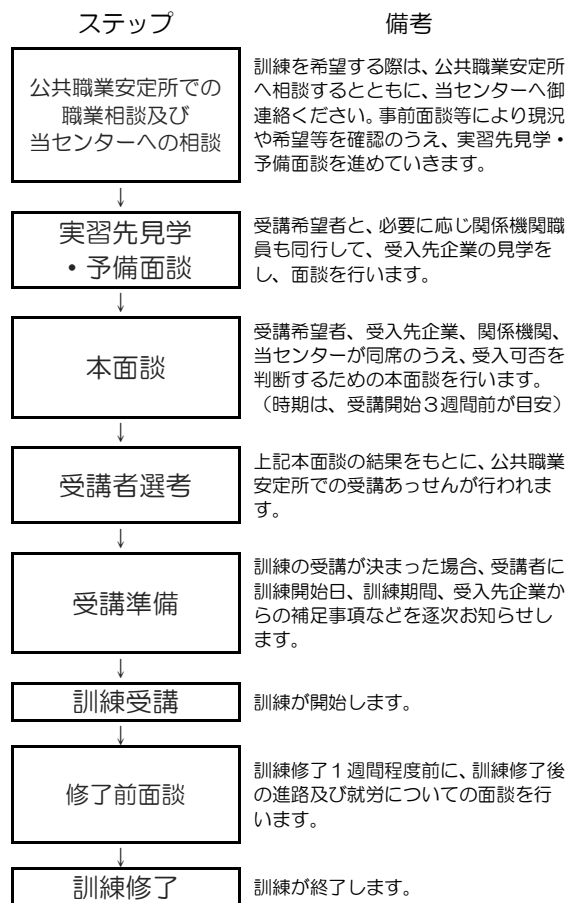 ステップ
備考
公共職業安定所での
職業相談及び
当センターへの相談
訓練を希望する際は、公共職業安定所
へ相談するとともに、当センターへ御
連絡ください。事前面談等により現況
や希望等を確認のうえ、実習先見学・
予備面談を進めていきます。
↓
実習先見学
・予備面談
受講希望者と、必要に応じ関係機関職
員も同行して、受入先企業の見学を
し、面談を行います。
↓
本面談
受講希望者、受入先企業、関係機関、
当センターが同席のうえ、受入可否を
判断するための本面談を行います。
（時期は、受講開始３週間前が目安）
↓
受講者選考
上記本面談の結果をもとに、公共職業
安定所での受講あっせんが行われま
す。
↓
受講準備
訓練の受講が決まった場合、受講者に
訓練開始日、訓練期間、受入先企業か
らの補足事項などを逐次お知らせし
ます。
↓
訓練受講
訓練が開始します。
↓
修了前面談
訓練修了１週間程度前に、訓練修了後
の進路及び就労についての面談を行
います。
↓
訓練修了
訓練が終了します。